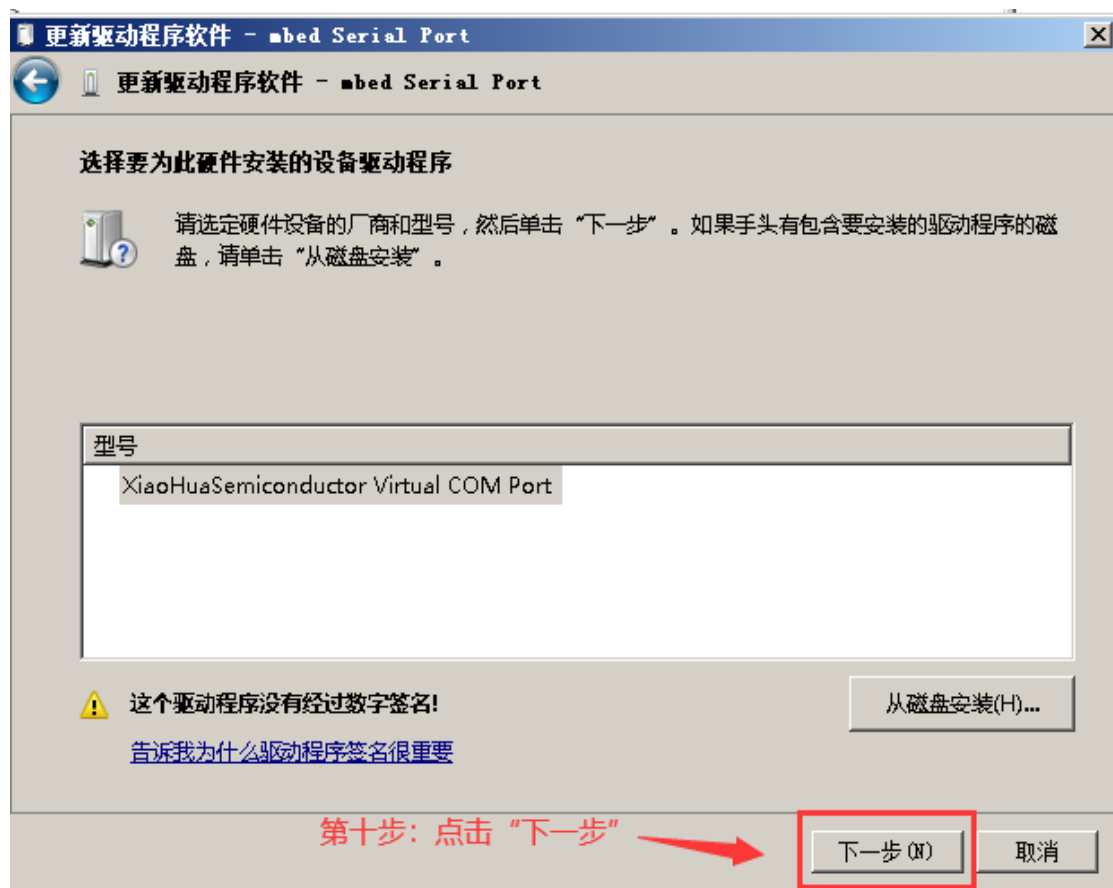 更新驱动程序软件 - mbed Serial Port
更新驱动程序软件 - mbed Serial Port
选择要为此硬件安装的设备驱动程序
请选定硬件设备的厂商和型号，然后单击“下一步”。如果手头有包含要安装的驱动程序的磁
盘，请单击“从磁盘安装”。
型号
XiaoHuaSemiconductor Virtual COM Port
这个驱动程序没有经过数字签名!
从磁盘安装(H)...
告诉我为什么驱动程序签名很重要
第十步：点击“下一步”
下一步(N)
取消